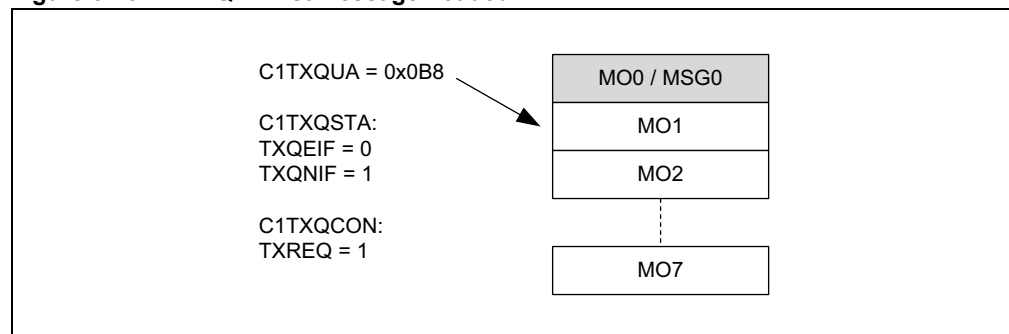 C1TXQUA = 0x0B8
C1TXQSTA:
TXQEIF = 0
TXQNIF = 1
C1TXQCON:
TXREQ = 1
MO0 / MSG0
MO1
MO2
MO7